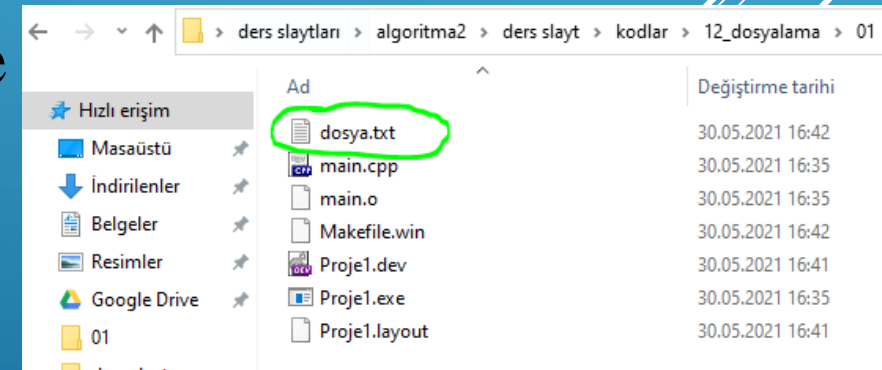 e
ders slaytları > algoritma2 > ders slayt > kodlar > 12_dosyalama > 01
Ad Değiştirme tarihi
Hızlı erişim
Masaüstü
İndirilenler
Belgeler
Resimler
Google Drive
01
dosya.txt 30.05.2021 16:42
main.cpp 30.05.2021 16:35
main.o 30.05.2021 16:35
Makefile.win 30.05.2021 16:42
Proje1.dev 30.05.2021 16:41
Proje1.exe 30.05.2021 16:35
Proje1.layout 30.05.2021 16:41